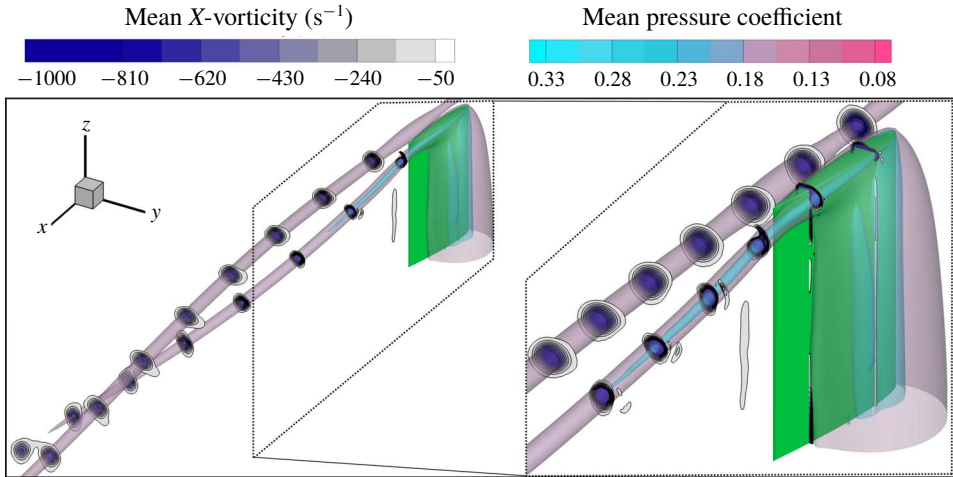 Mean X-vorticity (s⁻¹) Mean pressure coefficient
−1000 −810 −620 −430 −240 −50 0.33 0.28 0.23 0.18 0.13 0.08
z
x y